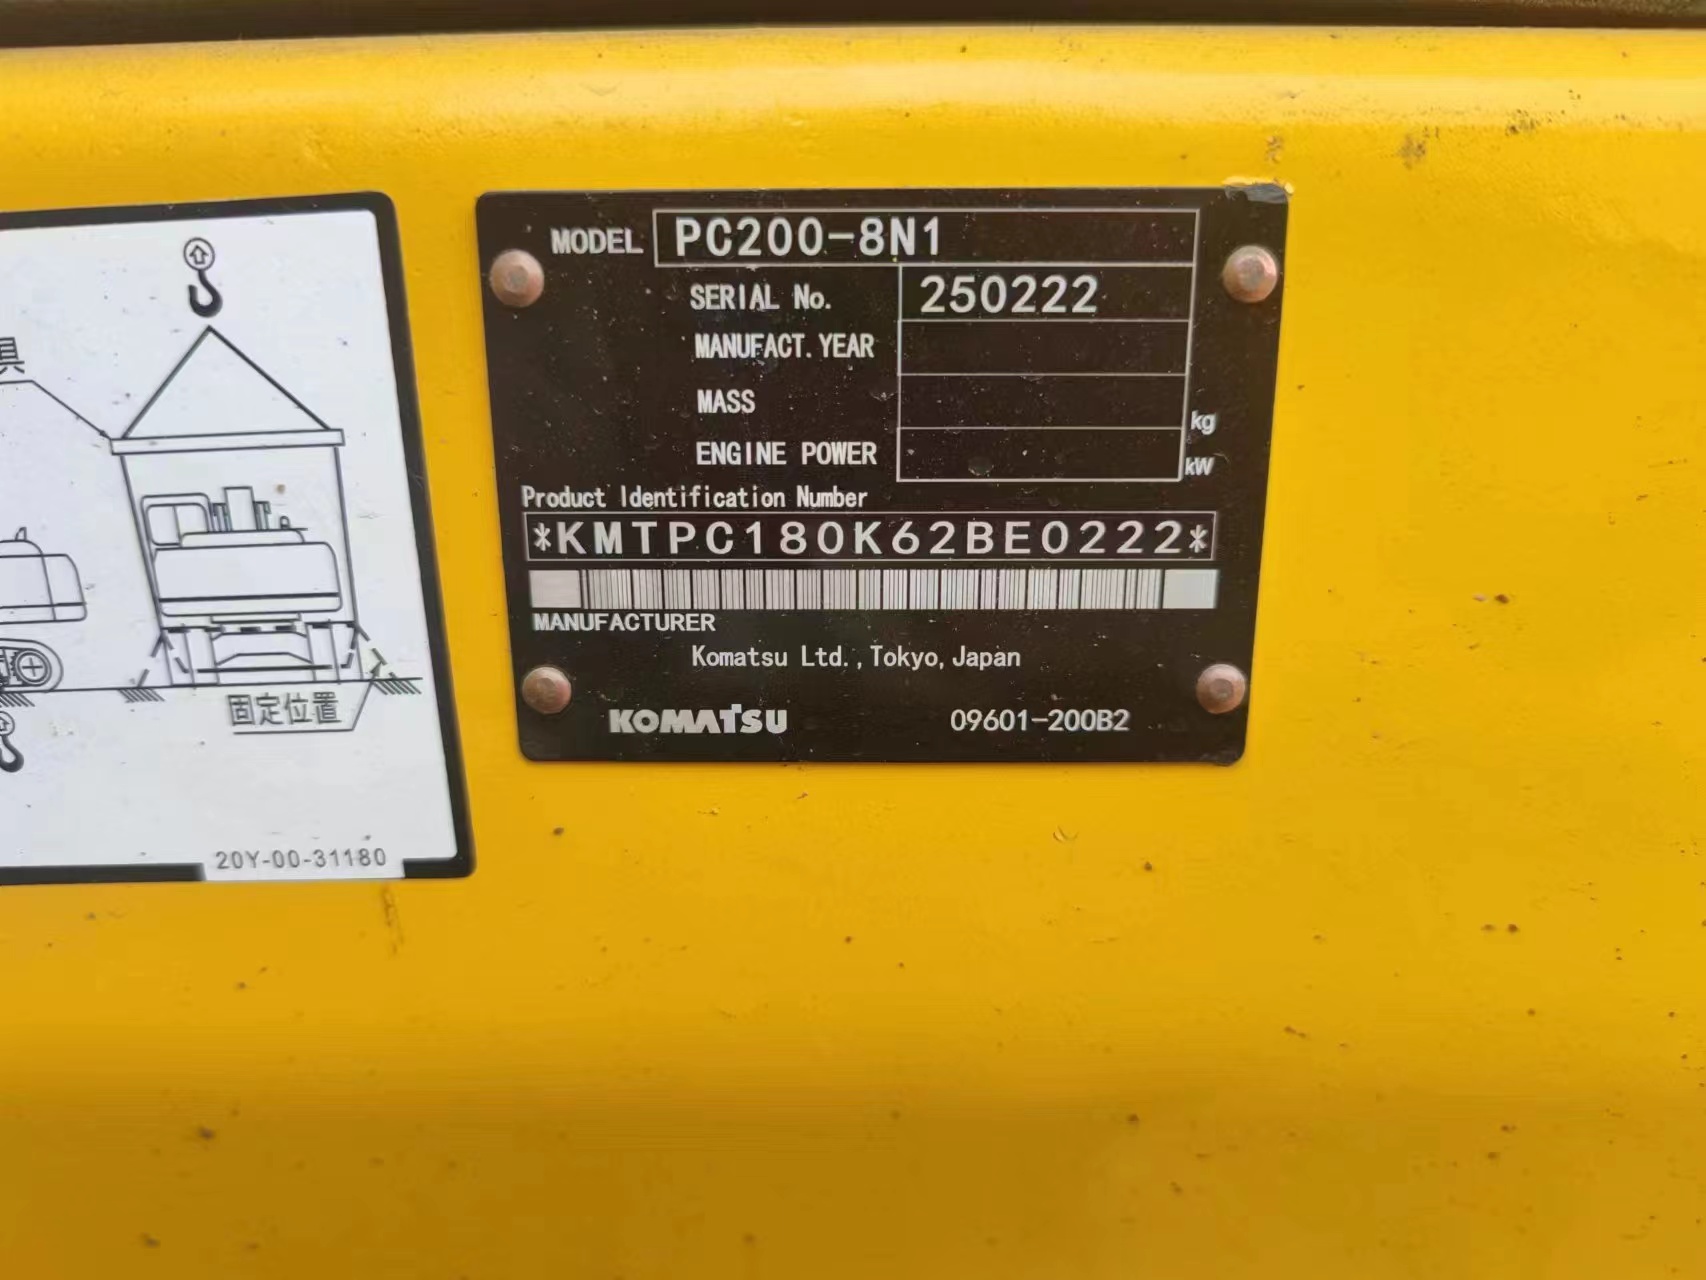 具
固定位置
20Y-00-31180
MODEL PC200-8N1
SERIAL No. 250222
MANUFACT. YEAR
MASS kg
ENGINE POWER kW
Product Identification Number
*KMTPC180K62BE0222*
MANUFACTURER
Komatsu Ltd., Tokyo, Japan
KOMATSU 09601-200B2